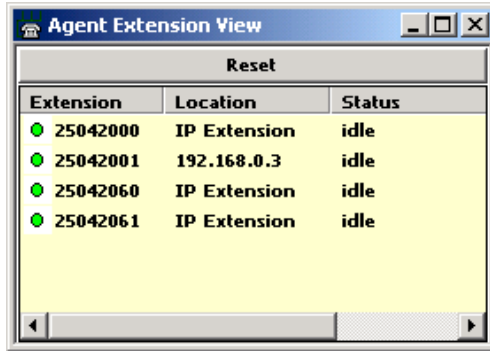 Agent Extension View
Reset
Extension Location Status
25042000 IP Extension idle
25042001 192.168.0.3 idle
25042060 IP Extension idle
25042061 IP Extension idle